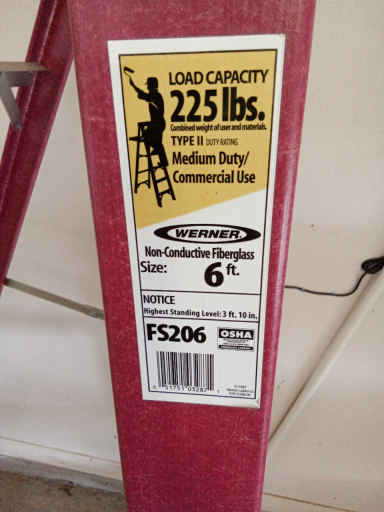 LOAD CAPACITY
225 lbs.
Combined weight of user and materials.
TYPE II DUTY RATING
Medium Duty/
Commercial Use
WERNER
Non-Conductive Fiberglass
Size: 6 ft.
NOTICE
Highest Standing Level: 3 ft. 10 in.
FS206
OSHA